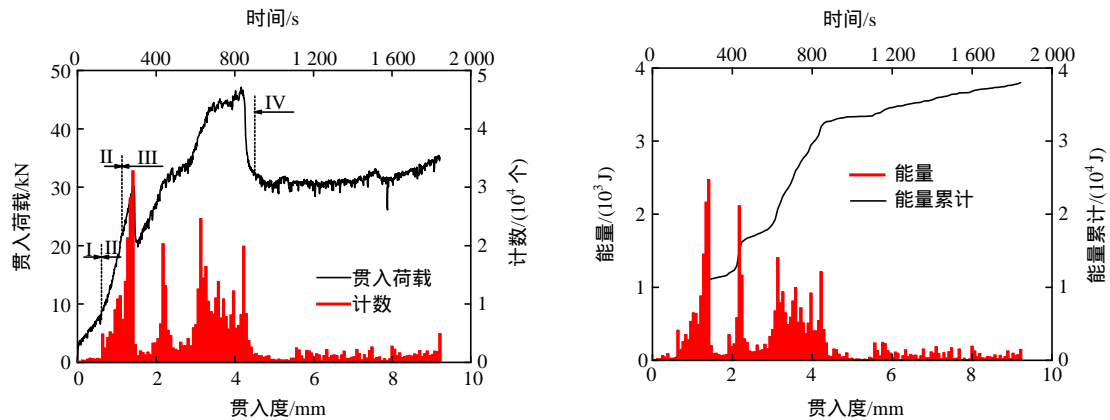 时间/s
0 400 800 1 200 1 600 2 000
50 40 30 20 10 0
贯入荷载/kN
5 4 3 2 1 0
计数/(10⁴ 个)
I II
II III
IV
贯入荷载
计数
0 2 4 6 8 10
贯入度/mm
时间/s
0 400 800 1 200 1 600 2 000
4 3 2 1 0
能量/(10³ J)
4 3 2 1 0
能量累计/(10⁴ J)
能量
能量累计
0 2 4 6 8 10
贯入度/mm